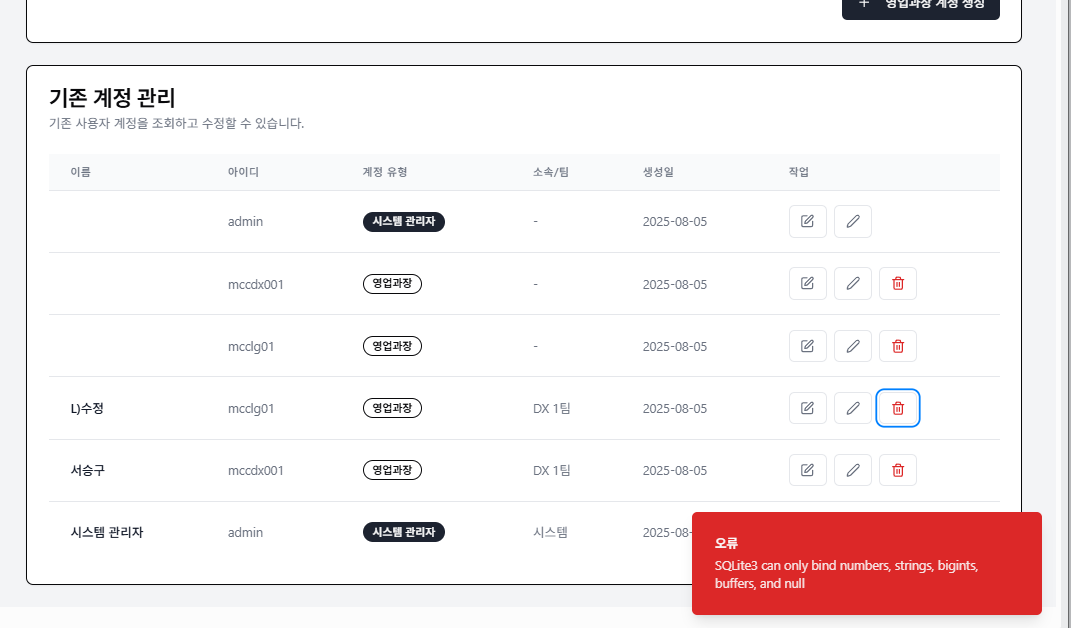 + 영업과장 계정 생성
기존 계정 관리
기존 사용자 계정을 조회하고 수정할 수 있습니다.
이름 아이디 계정 유형 소속/팀 생성일 작업
admin 시스템 관리자 - 2025-08-05
mccdx001 영업과장 - 2025-08-05
mcclg01 영업과장 - 2025-08-05
L)수정 mcclg01 영업과장 DX 1팀 2025-08-05
서승구 mccdx001 영업과장 DX 1팀 2025-08-05
시스템 관리자 admin 시스템 관리자 시스템 2025-08-
오류
SQLite3 can only bind numbers, strings, bigints,
buffers, and null